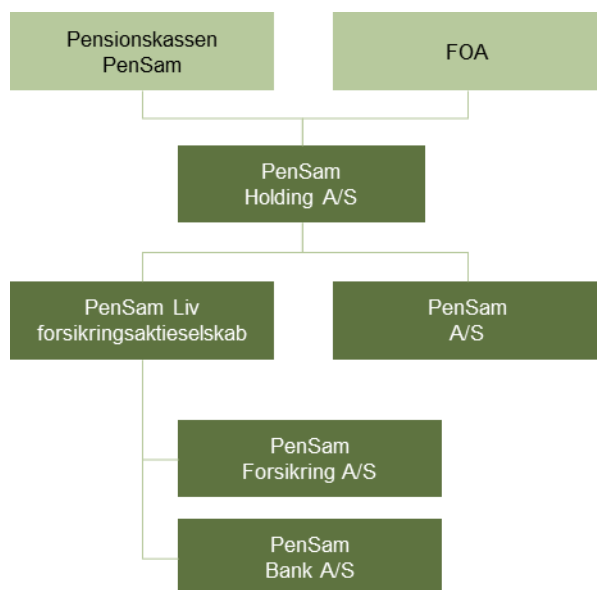 Pensionskassen
PenSam
FOA
PenSam
Holding A/S
PenSam Liv
forsikringsaktieselskab
PenSam
A/S
PenSam
Forsikring A/S
PenSam
Bank A/S